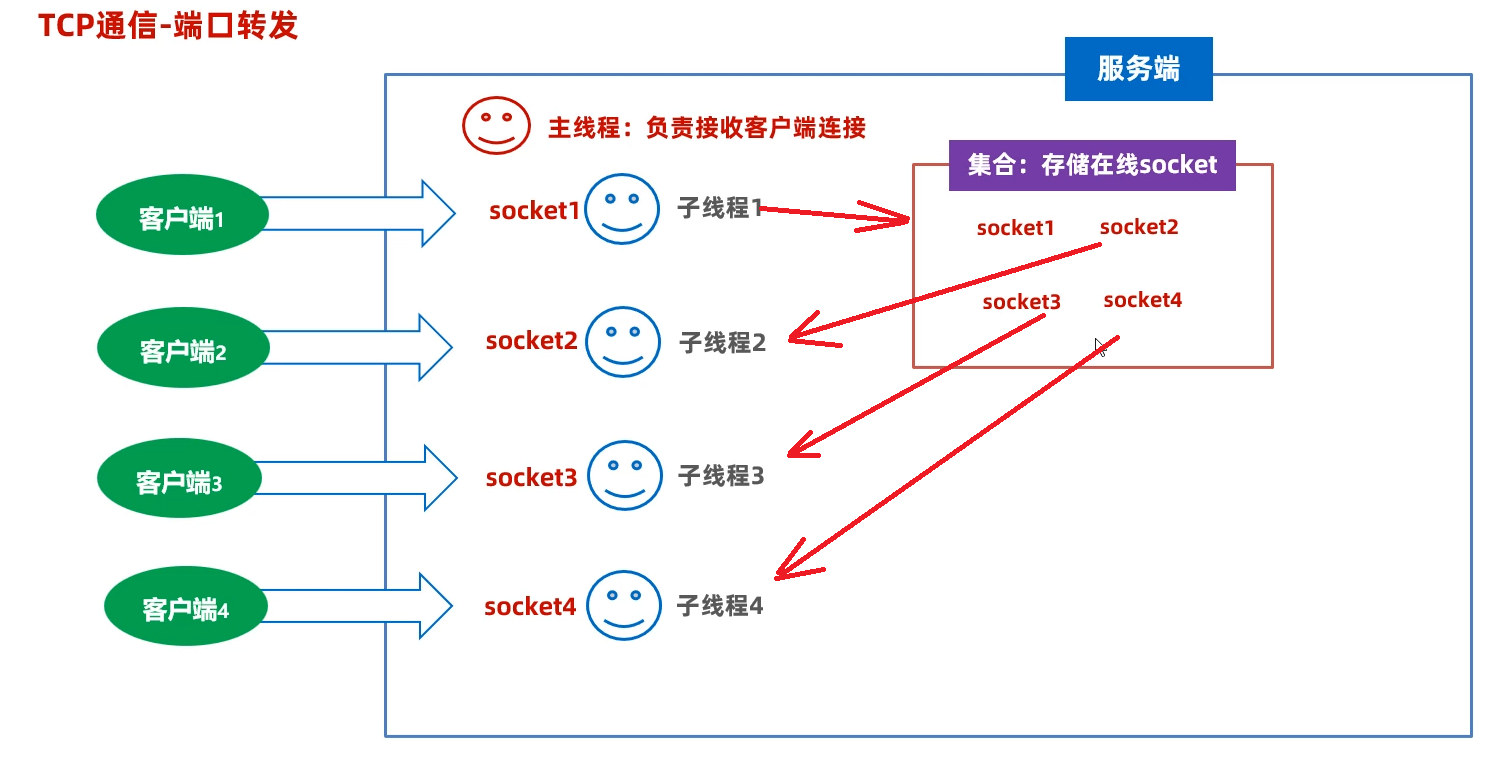 TCP通信-端口转发
服务端
主线程：负责接收客户端连接
集合：存储在线socket
客户端1
socket1
子线程1
socket1
socket2
客户端2
socket2
子线程2
socket3
socket4
客户端3
socket3
子线程3
客户端4
socket4
子线程4